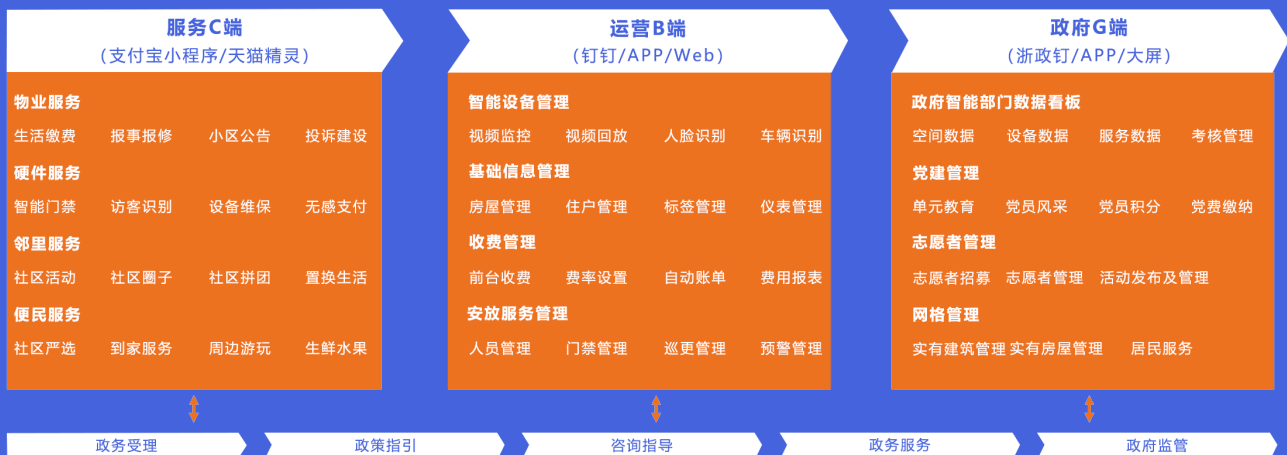 服务C端
(支付宝小程序/天猫精灵)
物业服务
生活缴费 报事报修 小区公告 投诉建设
硬件服务
智能门禁 访客识别 设备维保 无感支付
邻里服务
社区活动 社区圈子 社区拼团 置换生活
便民服务
社区严选 到家服务 周边游玩 生鲜水果
运营B端
(钉钉/APP/Web)
智能设备管理
视频监控 视频回放 人脸识别 车辆识别
基础信息管理
房屋管理 住户管理 标签管理 仪表管理
收费管理
前台收费 费率设置 自动账单 费用报表
安放服务管理
人员管理 门禁管理 巡更管理 预警管理
政府G端
(浙政钉/APP/大屏)
政府智能部门数据看板
空间数据 设备数据 服务数据 考核管理
党建管理
单元教育 党员风采 党员积分 党费缴纳
志愿者管理
志愿者招募 志愿者管理 活动发布及管理
网格管理
实有建筑管理 实有房屋管理 居民服务
政务受理 政策指引 咨询指导 政务服务 政府监管